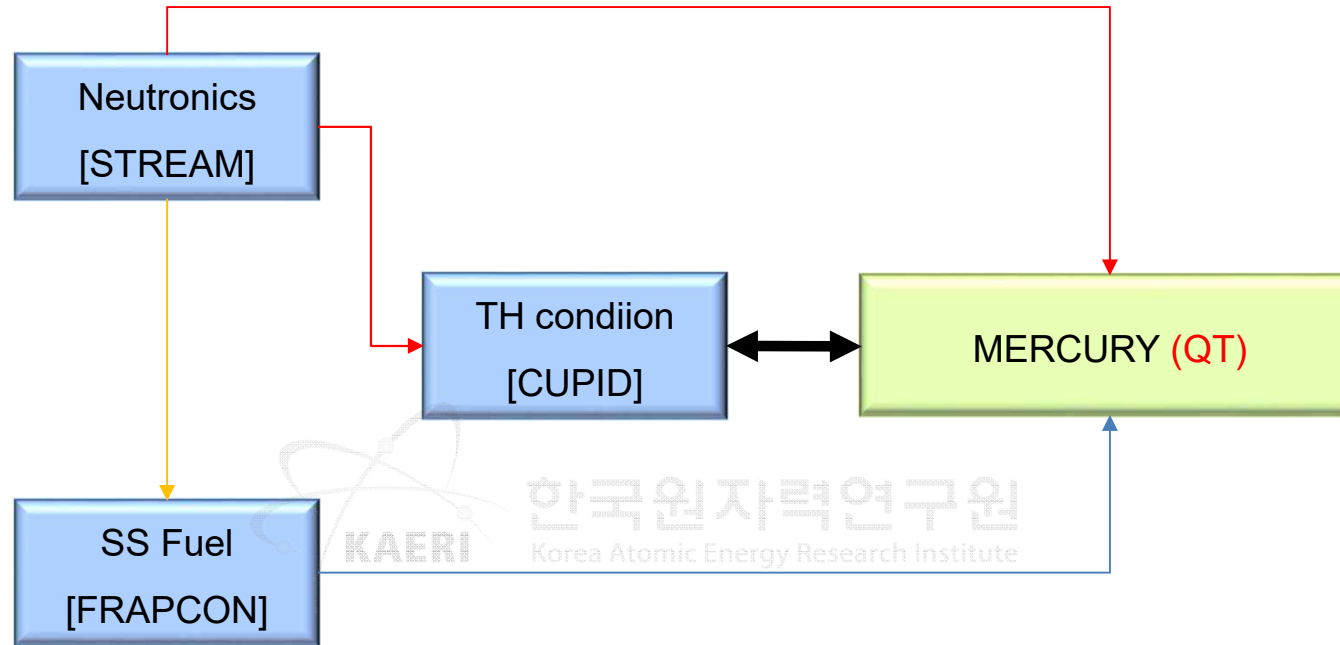 Neutronics
[STREAM]
TH condiion
[CUPID]
MERCURY (QT)
SS Fuel
[FRAPCON]
KAERI
한국원자력연구원
Korea Atomic Energy Research Institute